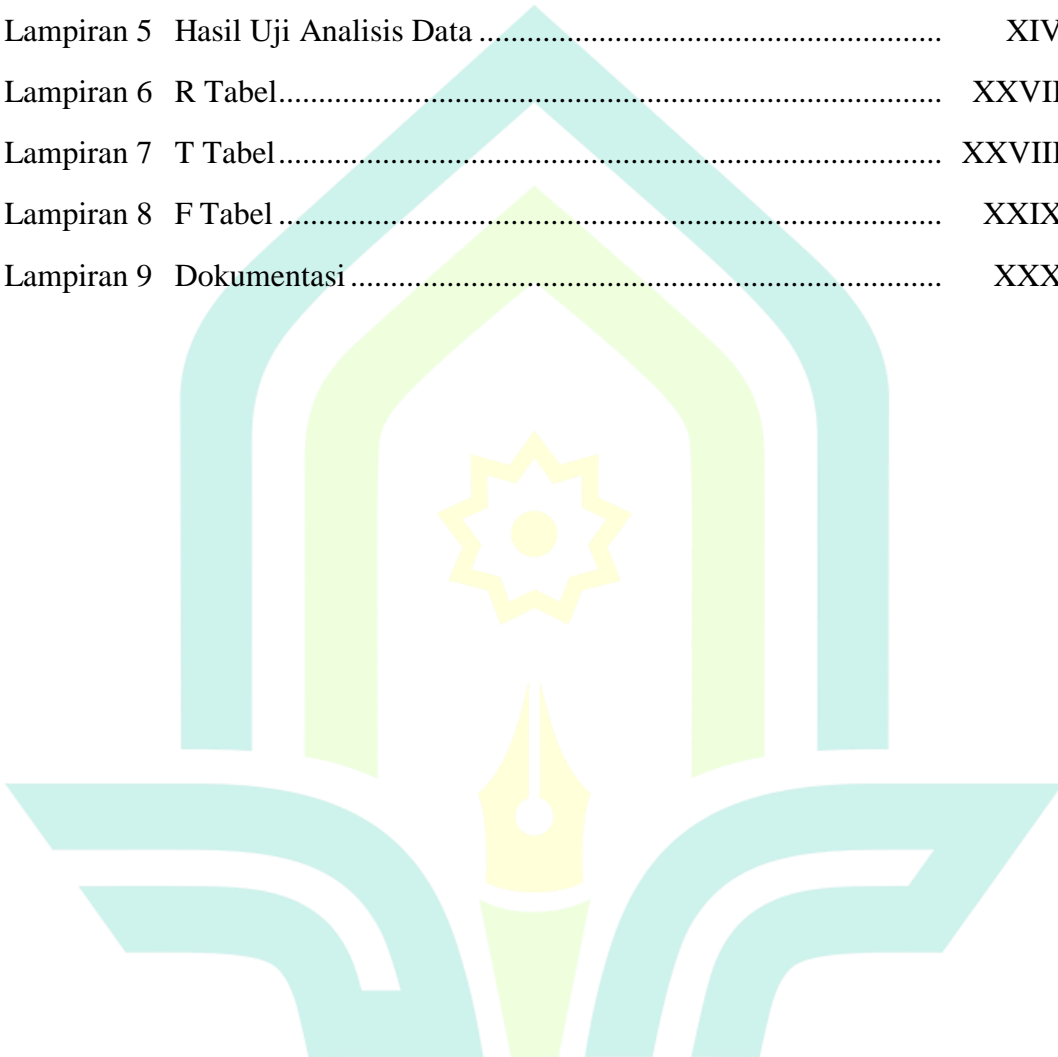 Lampiran 5 Hasil Uji Analisis Data .......................................................... XIV
Lampiran 6 R Tabel................................................................................... XXVII
Lampiran 7 T Tabel................................................................................... XXVIII
Lampiran 8 F Tabel ................................................................................... XXIX
Lampiran 9 Dokumentasi .......................................................................... XXX